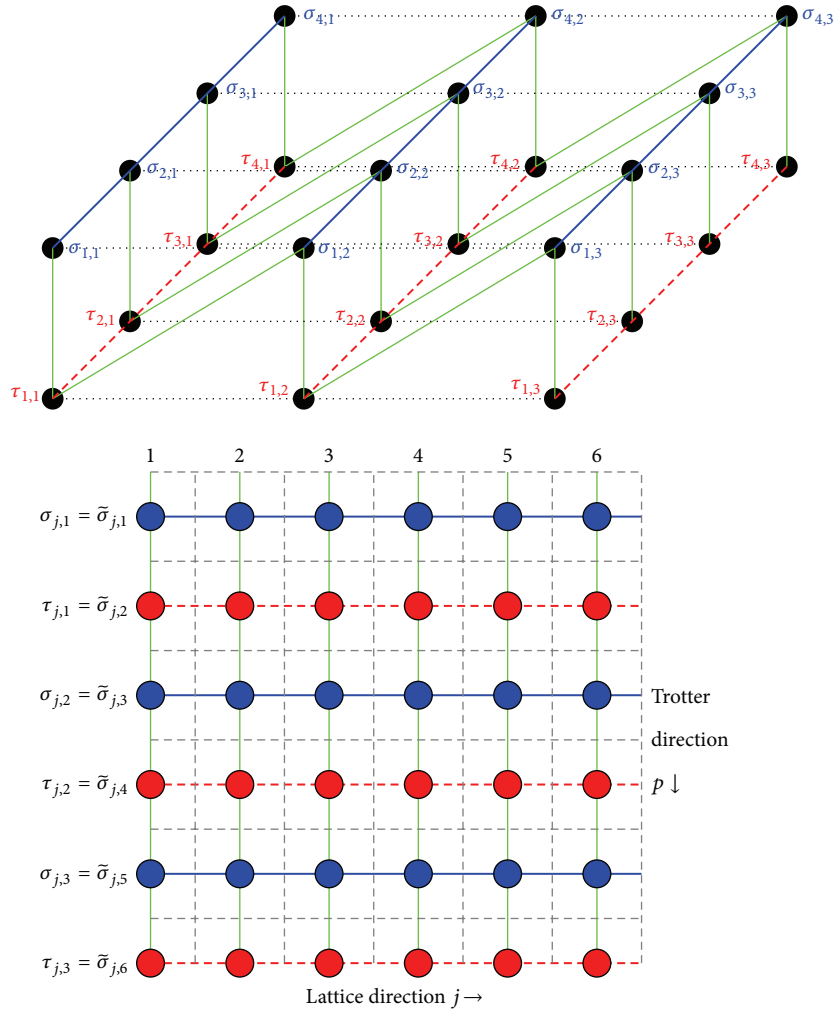 σ4,1 σ4,2 σ4,3
σ3,1 σ3,2 σ3,3
τ4,1 τ4,2 τ4,3
σ2,1 σ2,2 σ2,3
σ1,1 τ3,1 σ1,2 τ3,2 σ1,3 τ3,3
τ2,1 τ2,2 τ2,3
τ1,1 τ1,2 τ1,3
1 2 3 4 5 6
σj,1 = σ̃j,1
τj,1 = σ̃j,2
σj,2 = σ̃j,3 Trotter
direction
τj,2 = σ̃j,4 p ↓
σj,3 = σ̃j,5
τj,3 = σ̃j,6
Lattice direction j →